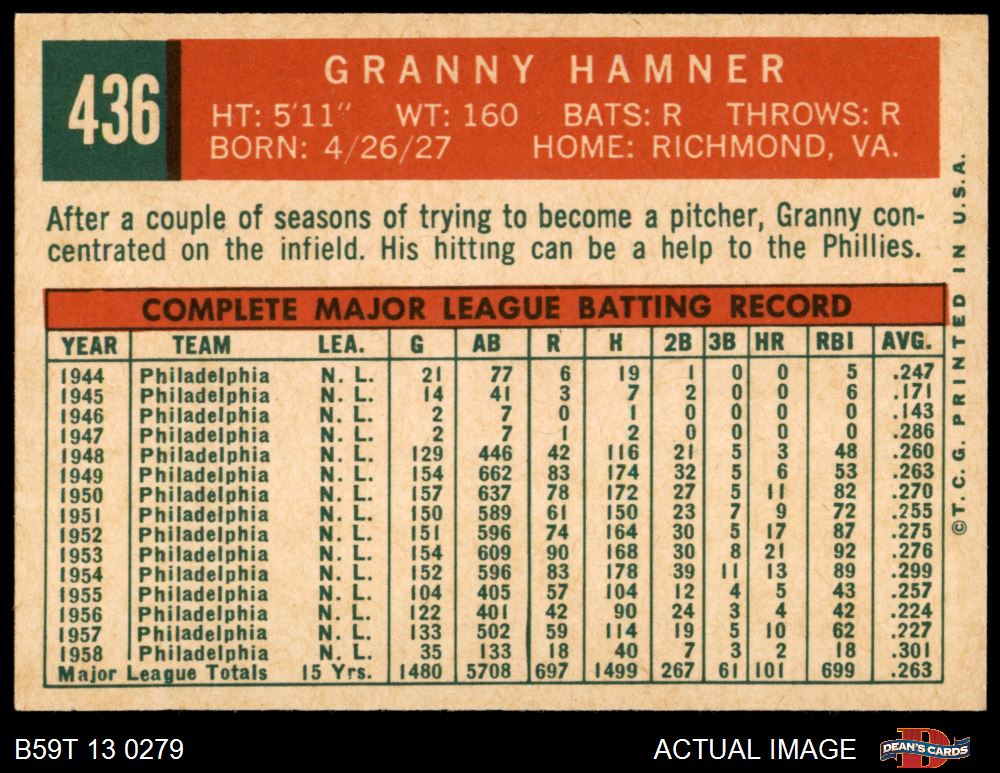 436
GRANNY HAMNER
HT: 5'11" WT: 160 BATS: R THROWS: R
BORN: 4/26/27 HOME: RICHMOND, VA.
After a couple of seasons of trying to become a pitcher, Granny con-
centrated on the infield. His hitting can be a help to the Phillies.
COMPLETE MAJOR LEAGUE BATTING RECORD
YEAR TEAM LEA. G AB R H 2B 3B HR RBI AVG.
1944 Philadelphia N. L. 21 77 6 19 1 0 0 5 .247
1945 Philadelphia N. L. 14 41 3 7 2 0 0 6 .171
1946 Philadelphia N. L. 2 7 0 1 0 0 0 0 .143
1947 Philadelphia N. L. 2 7 1 2 0 0 0 0 .286
1948 Philadelphia N. L. 129 446 42 116 21 5 3 48 .260
1949 Philadelphia N. L. 154 662 83 174 32 5 6 53 .263
1950 Philadelphia N. L. 157 637 78 172 27 5 11 82 .270
1951 Philadelphia N. L. 150 589 61 150 23 7 9 72 .255
1952 Philadelphia N. L. 151 596 74 164 30 5 17 87 .275
1953 Philadelphia N. L. 154 609 90 168 30 8 21 92 .276
1954 Philadelphia N. L. 152 596 83 178 39 11 13 89 .299
1955 Philadelphia N. L. 104 405 57 104 12 4 5 43 .257
1956 Philadelphia N. L. 122 401 42 90 24 3 4 42 .224
1957 Philadelphia N. L. 133 502 59 114 19 5 10 62 .227
1958 Philadelphia N. L. 35 133 18 40 7 3 2 18 .301
Major League Totals 15 Yrs. 1480 5708 697 1499 267 61 101 699 .263
© T. C. G. PRINTED IN U. S. A.
B59T 13 0279
ACTUAL IMAGE
DEAN'S CARDS